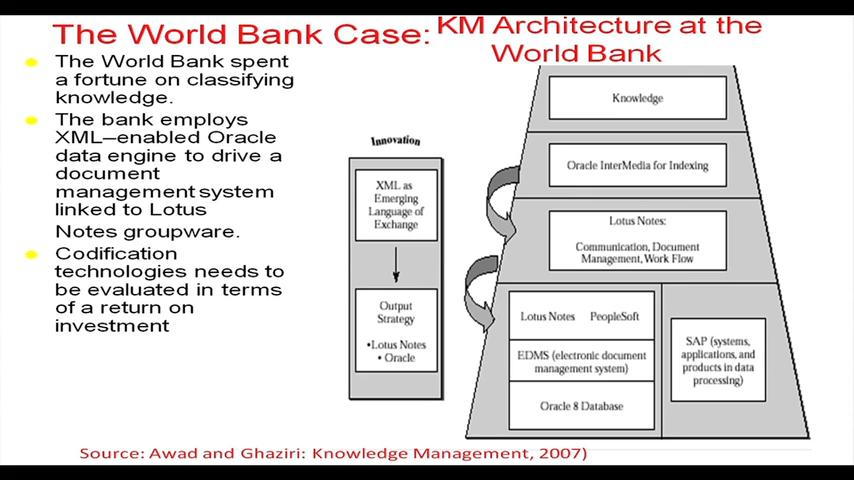 The World Bank Case:
KM Architecture at the
World Bank
The World Bank spent
a fortune on classifying
knowledge.
The bank employs
XML–enabled Oracle
data engine to drive a
document
management system
linked to Lotus
Notes groupware.
Codification
technologies needs to
be evaluated in terms
of a return on
investment
Innovation
XML as
Emerging
Language of
Exchange
Output
Strategy
•Lotus Notes
• Oracle
Knowledge
Oracle InterMedia for Indexing
Lotus Notes:
Communication, Document
Management, Work Flow
Lotus Notes PeopleSoft
EDMS (electronic document
management system)
Oracle 8 Database
SAP (systems,
applications, and
products in data
processing)
Source: Awad and Ghaziri: Knowledge Management, 2007)